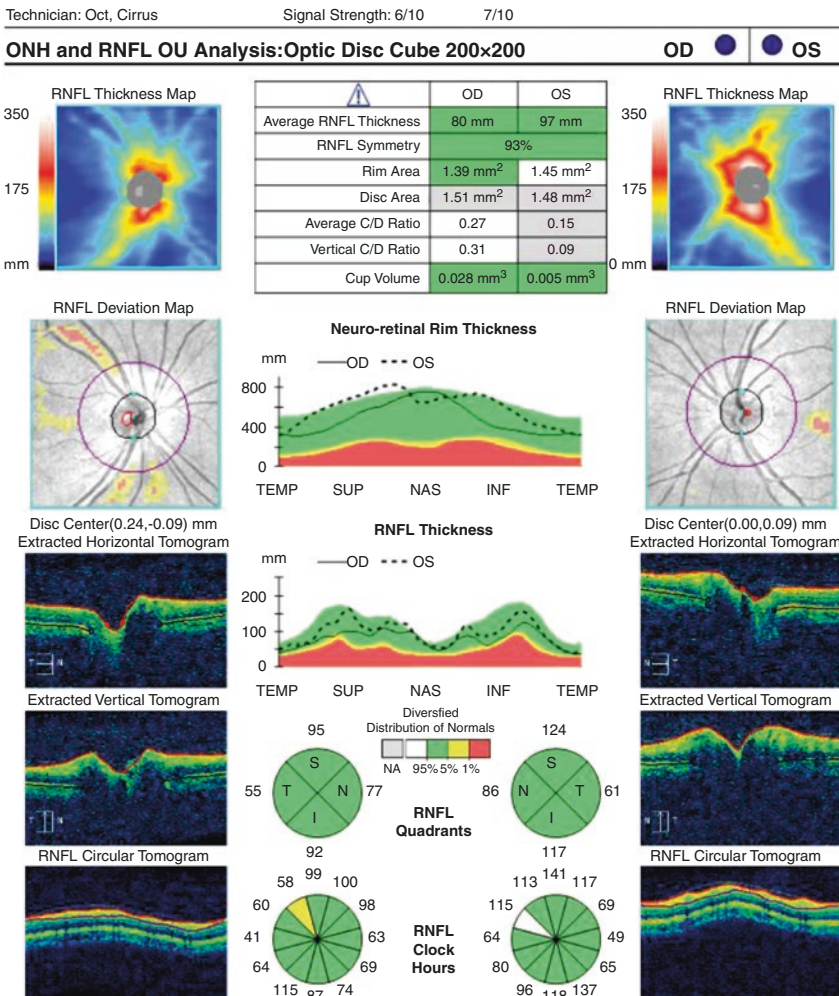 Technician: Oct, Cirrus Signal Strength: 6/10 7/10
ONH and RNFL OU Analysis:Optic Disc Cube 200×200 OD OS
RNFL Thickness Map
350
175
mm
OD OS
Average RNFL Thickness 80 mm 97 mm
RNFL Symmetry 93%
Rim Area 1.39 mm² 1.45 mm²
Disc Area 1.51 mm² 1.48 mm²
Average C/D Ratio 0.27 0.15
Vertical C/D Ratio 0.31 0.09
Cup Volume 0.028 mm³ 0.005 mm³
RNFL Thickness Map
350
175
0 mm
RNFL Deviation Map
Disc Center(0.24,-0.09) mm
Neuro-retinal Rim Thickness
mm
OD OS
800
400
0
TEMP SUP NAS INF TEMP
RNFL Deviation Map
Disc Center(0.00,0.09) mm
Extracted Horizontal Tomogram
T N
RNFL Thickness
mm
OD OS
200
100
0
TEMP SUP NAS INF TEMP
Extracted Horizontal Tomogram
Extracted Vertical Tomogram
Diversfied
Distribution of Normals
NA 95% 5% 1%
95
55 77
92
S
T N
I
RNFL
Quadrants
124
86 61
117
S
N T
I
Extracted Vertical Tomogram
RNFL Circular Tomogram
99
58 100
60 98
41 63
64 69
115 87 74
RNFL
Clock
Hours
141
113 117
115 69
64 49
80 65
96 118 137
RNFL Circular Tomogram